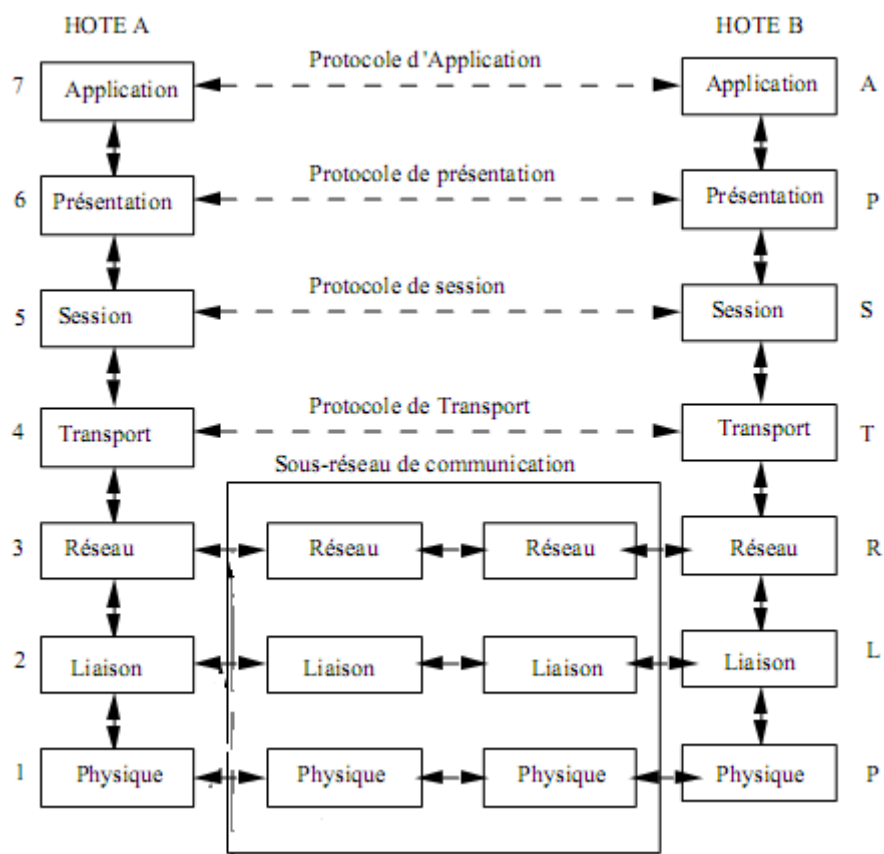 HOTE A
HOTE B
Protocole d'Application
7
Application
Application
A
Protocole de présentation
6
Présentation
Présentation
P
Protocole de session
5
Session
Session
S
Protocole de Transport
4
Transport
Transport
T
Sous-réseau de communication
3
Réseau
Réseau
Réseau
Réseau
R
2
Liaison
Liaison
Liaison
Liaison
L
1
Physique
Physique
Physique
Physique
P